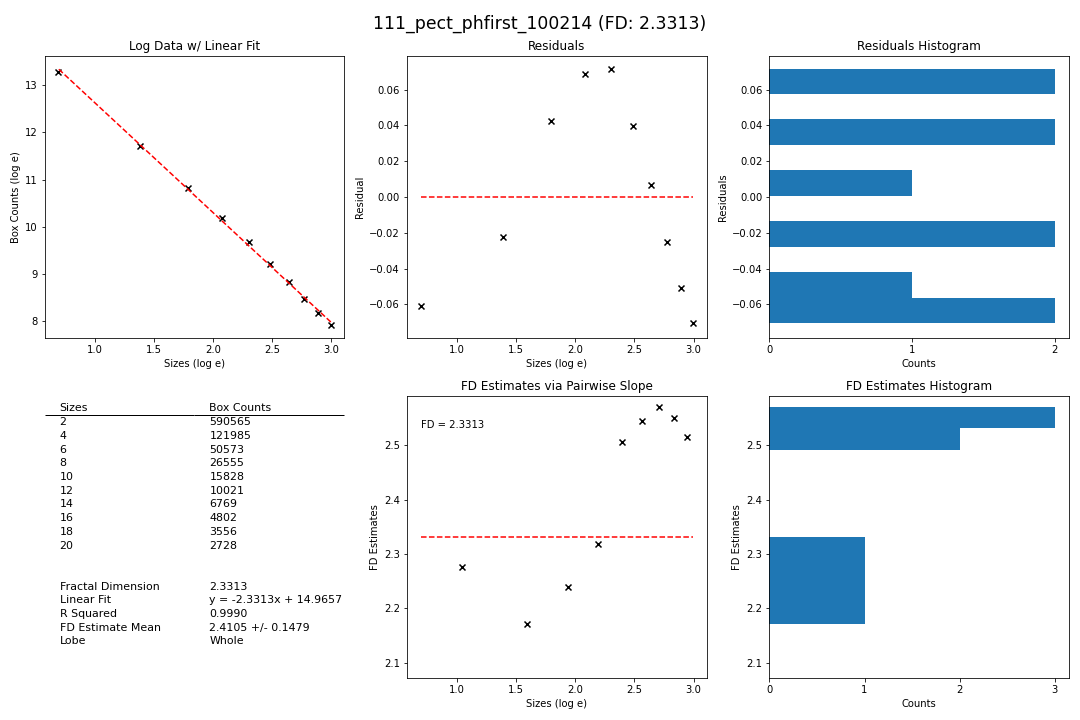 111_pect_phfirst_100214 (FD: 2.3313)
Log Data w/ Linear Fit
Box Counts (log e)
13
12
11
10
9
8
1.0 1.5 2.0 2.5 3.0
Sizes (log e)
Residuals
Residual
0.06
0.04
0.02
0.00
−0.02
−0.04
−0.06
1.0 1.5 2.0 2.5 3.0
Sizes (log e)
Residuals Histogram
Residuals
0.06
0.04
0.02
0.00
−0.02
−0.04
−0.06
0 1 2
Counts
Sizes Box Counts
2 590565
4 121985
6 50573
8 26555
10 15828
12 10021
14 6769
16 4802
18 3556
20 2728
Fractal Dimension 2.3313
Linear Fit y = -2.3313x + 14.9657
R Squared 0.9990
FD Estimate Mean 2.4105 +/- 0.1479
Lobe Whole
FD Estimates via Pairwise Slope
FD = 2.3313
FD Estimates
2.5
2.4
2.3
2.2
2.1
1.0 1.5 2.0 2.5 3.0
Sizes (log e)
FD Estimates Histogram
FD Estimates
2.5
2.4
2.3
2.2
2.1
0 1 2 3
Counts